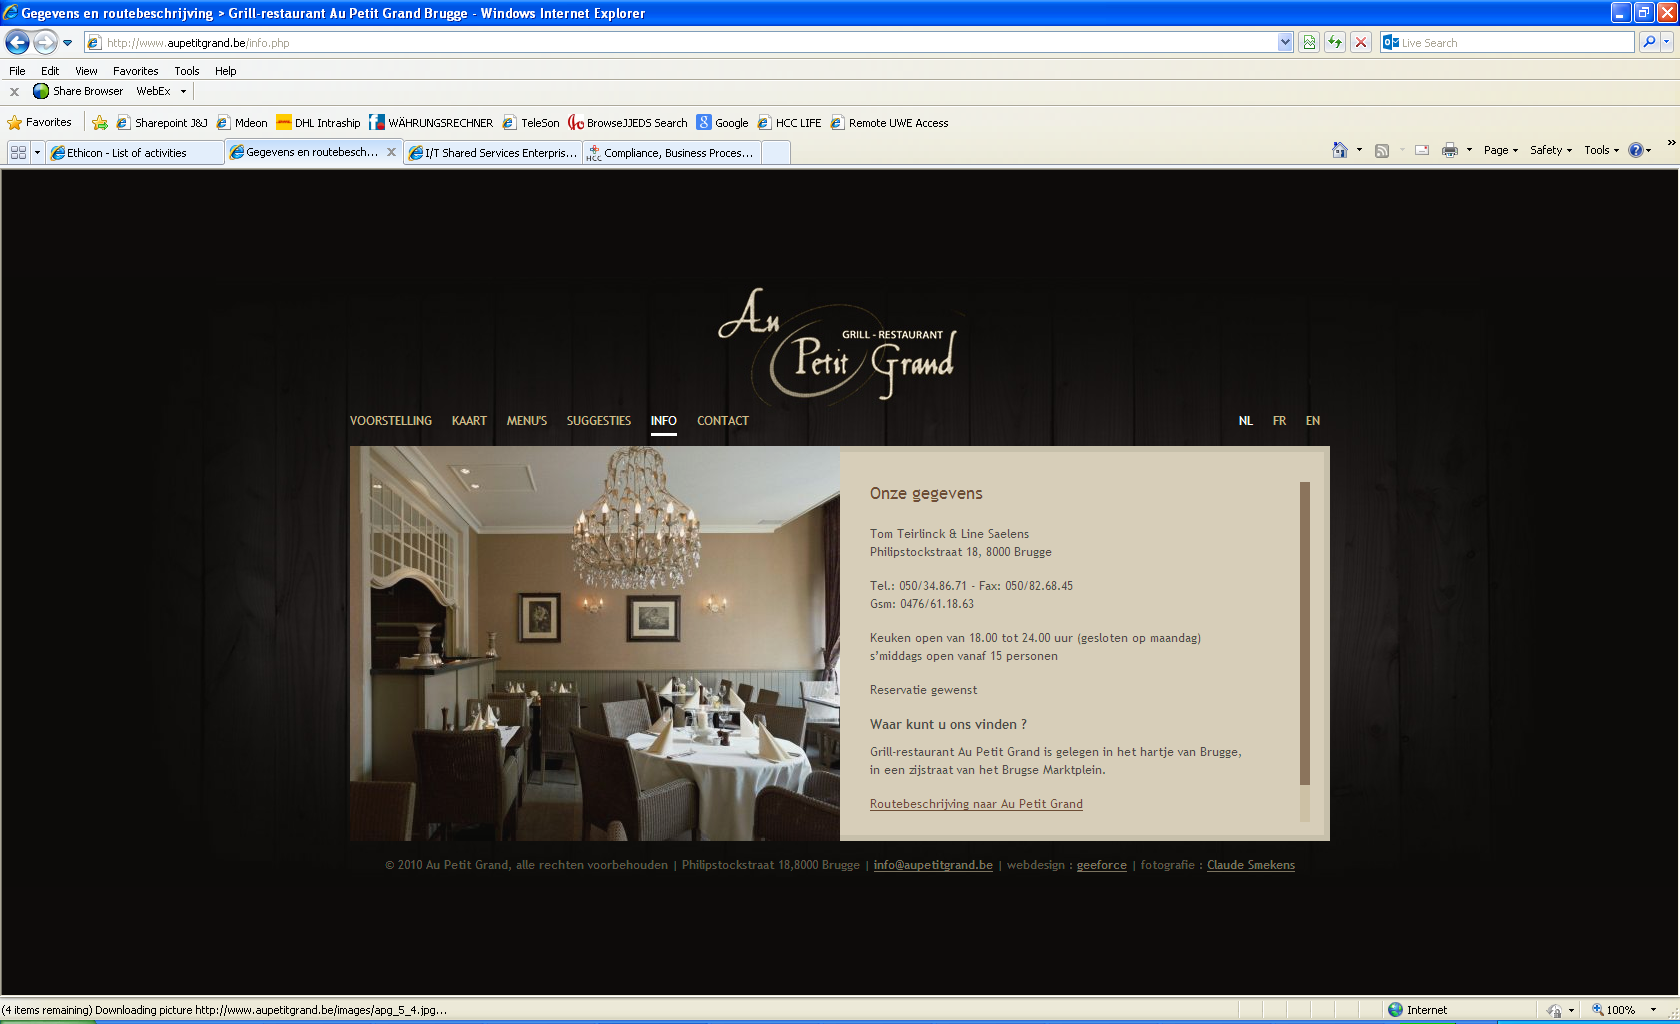 Gegevens en routebeschrijving > Grill-restaurant Au Petit Grand Brugge - Windows Internet Explorer
http://www.aupetitgrand.be/info.php
Live Search
File Edit View Favorites Tools Help
x Share Browser WebEx
Favorites Sharepoint J&J Mdeon DHL Intraship WÄHRUNGSRECHNER TeleSon BrowseJJEDS Search Google HCC LIFE Remote UWE Access
Ethicon - List of activities Gegevens en routebesch... X I/T Shared Services Enterpris... HCC Compliance, Business Proces... Page Safety Tools »
Au
GRILL - RESTAURANT
Petit Grand
VOORSTELLING KAART MENU'S SUGGESTIES INFO CONTACT NL FR EN
Onze gegevens
Tom Teirlinck & Line Saelens
Philipstockstraat 18, 8000 Brugge
Tel.: 050/34.86.71 - Fax: 050/82.68.45
Gsm: 0476/61.18.63
Keuken open van 18.00 tot 24.00 uur (gesloten op maandag)
s'middags open vanaf 15 personen
Reservatie gewenst
Waar kunt u ons vinden ?
Grill-restaurant Au Petit Grand is gelegen in het hartje van Brugge,
in een zijstraat van het Brugse Marktplein.
Routebeschrijving naar Au Petit Grand
© 2010 Au Petit Grand, alle rechten voorbehouden | Philipstockstraat 18,8000 Brugge | info@aupetitgrand.be | webdesign : geeforce | fotografie : Claude Smekens
(4 items remaining) Downloading picture http://www.aupetitgrand.be/images/apg_5_4.jpg... Internet 100%